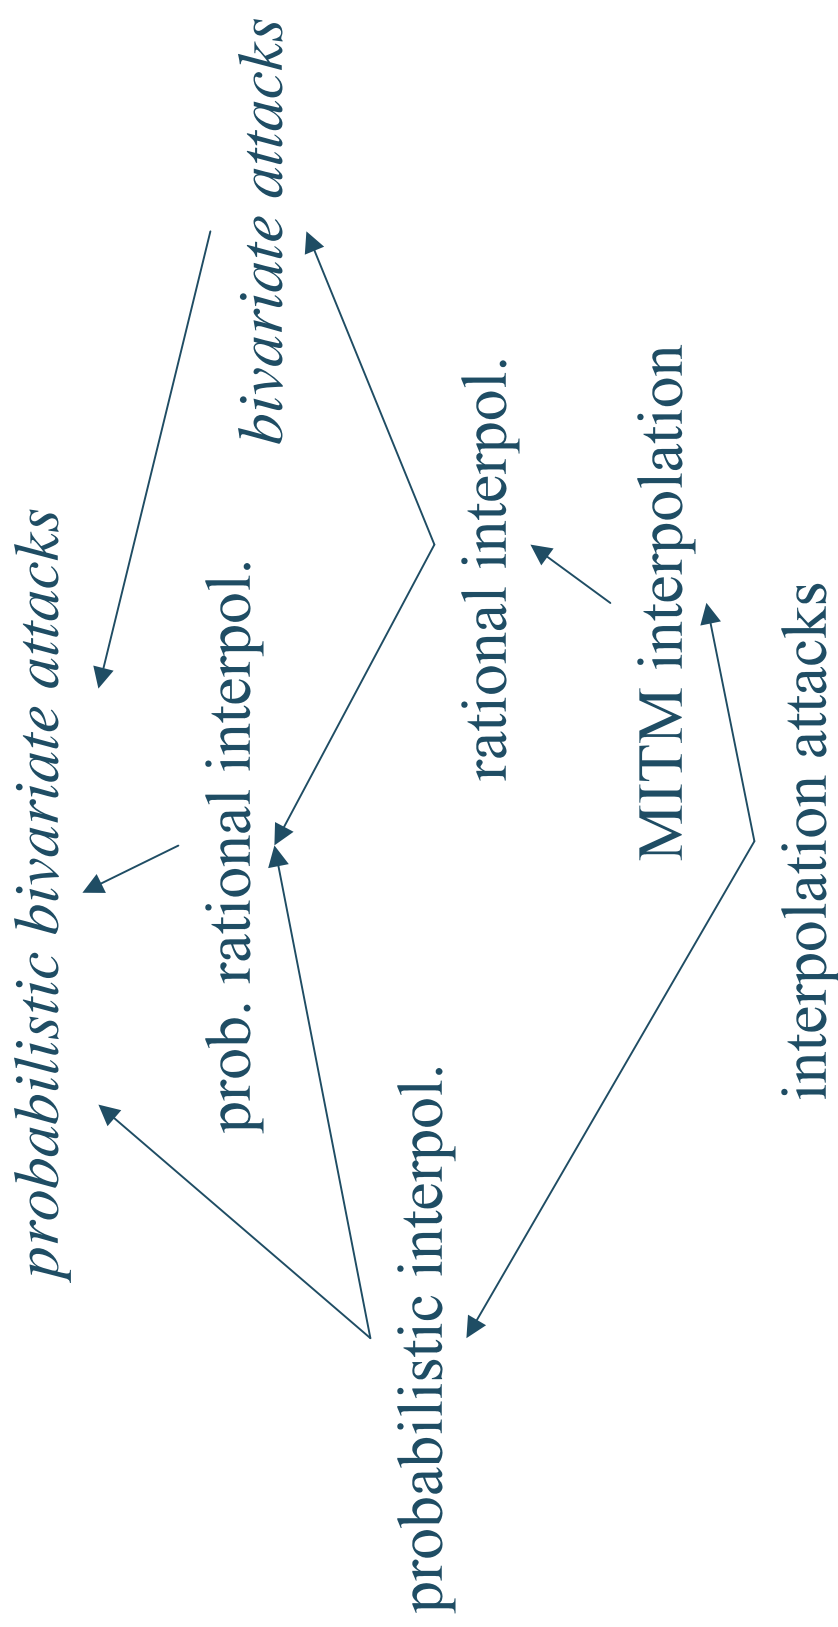 probabilistic bivariate attacks
prob. rational interpol.
bivariate attacks
probabilistic interpol.
rational interpol.
MITM interpolation
interpolation attacks